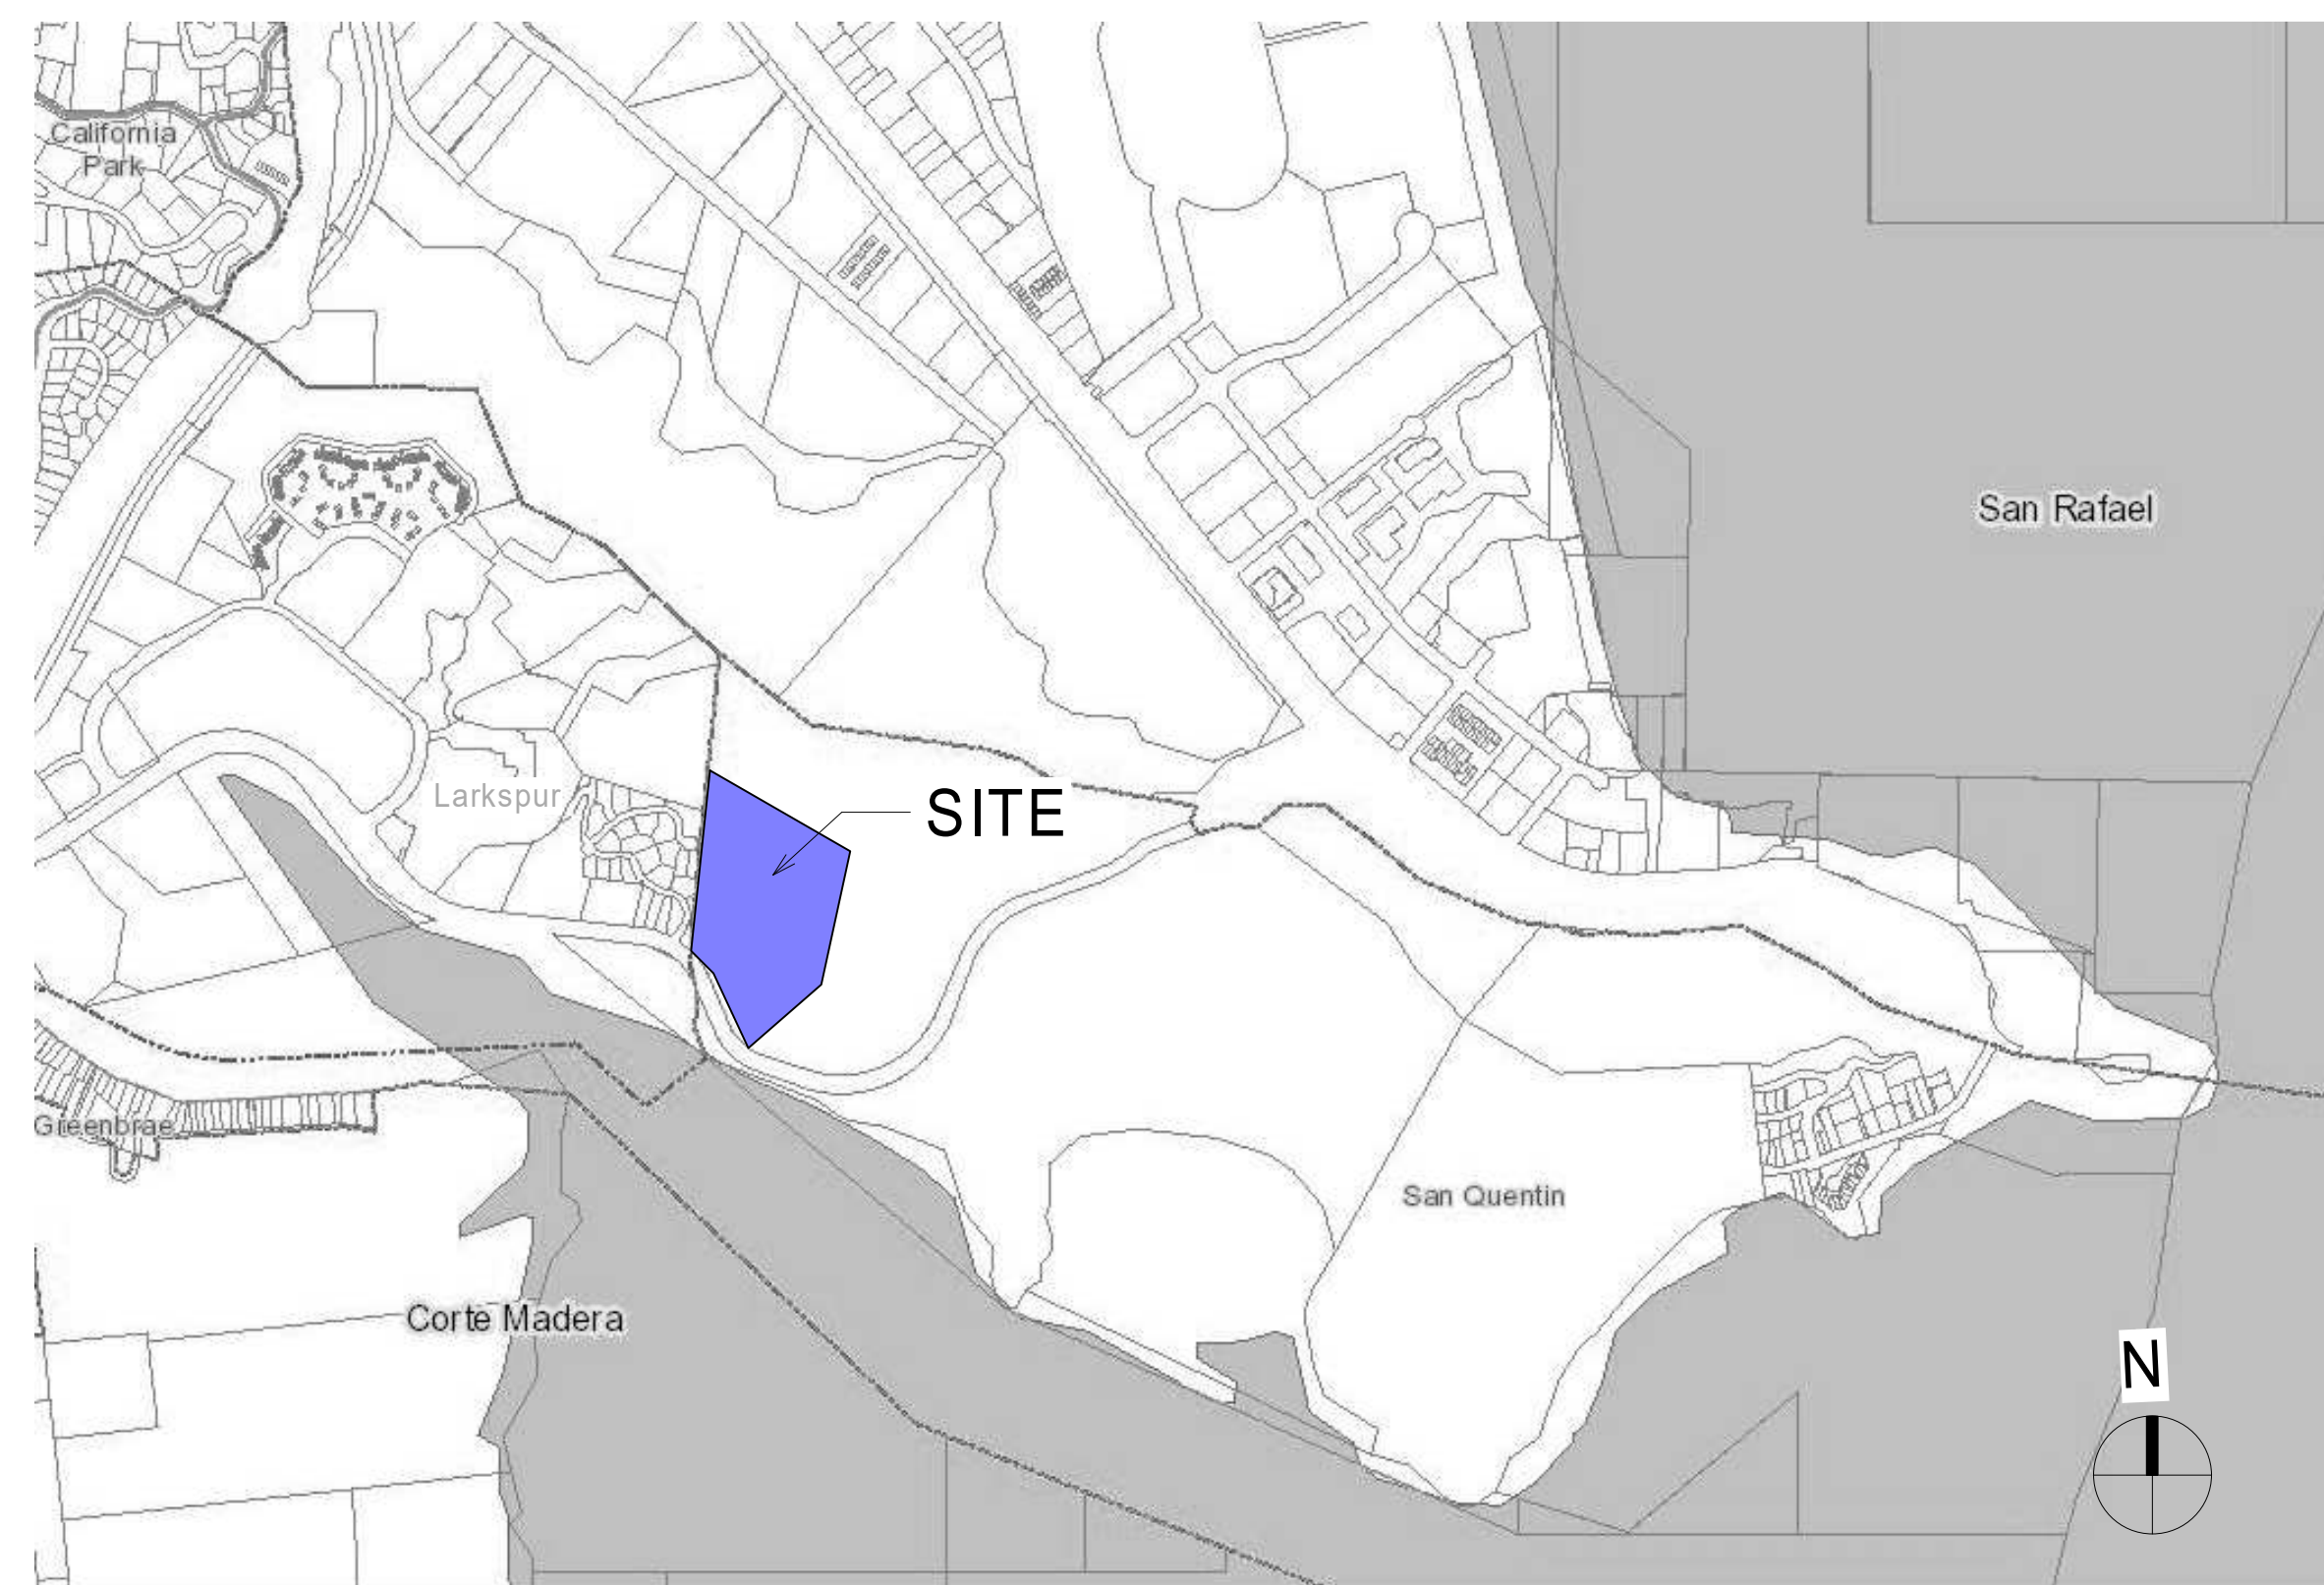 California
Park
San Rafael
Larkspur
SITE
Greenbrae
San Quentin
Corte Madera
N